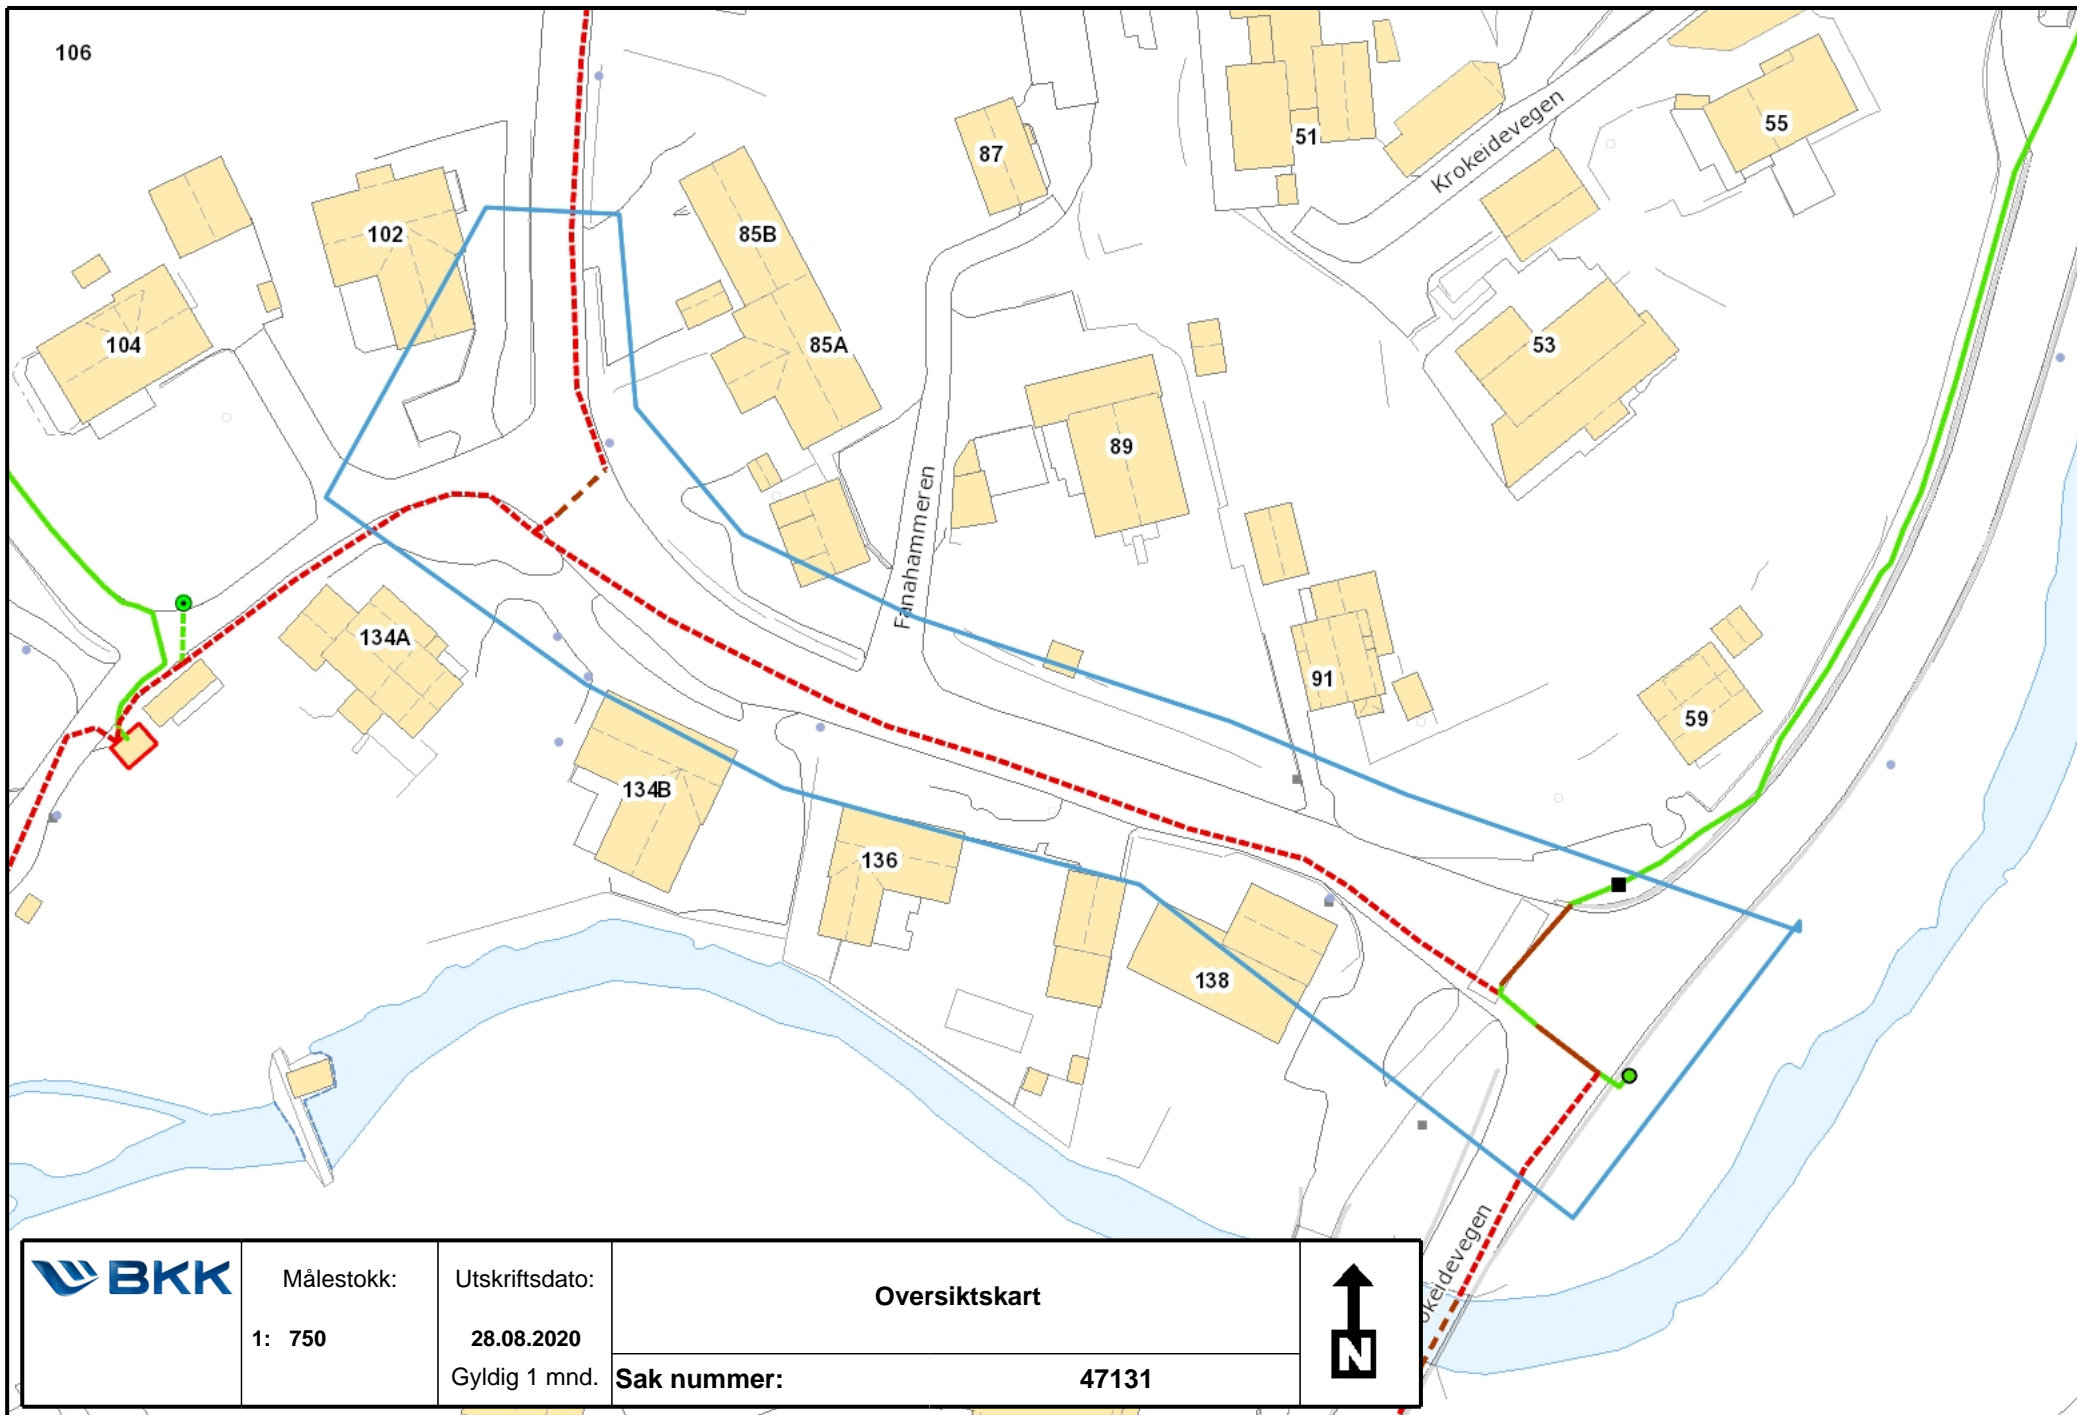 106
87
51
Krokeidevegen
55
102
85B
104
85A
53
89
Fanahammeren
134A
91
59
134B
136
138
okeidevegen
BKK
Målestokk:
1: 750
Utskriftsdato:
28.08.2020
Gyldig 1 mnd.
Oversiktskart
Sak nummer: 47131
N